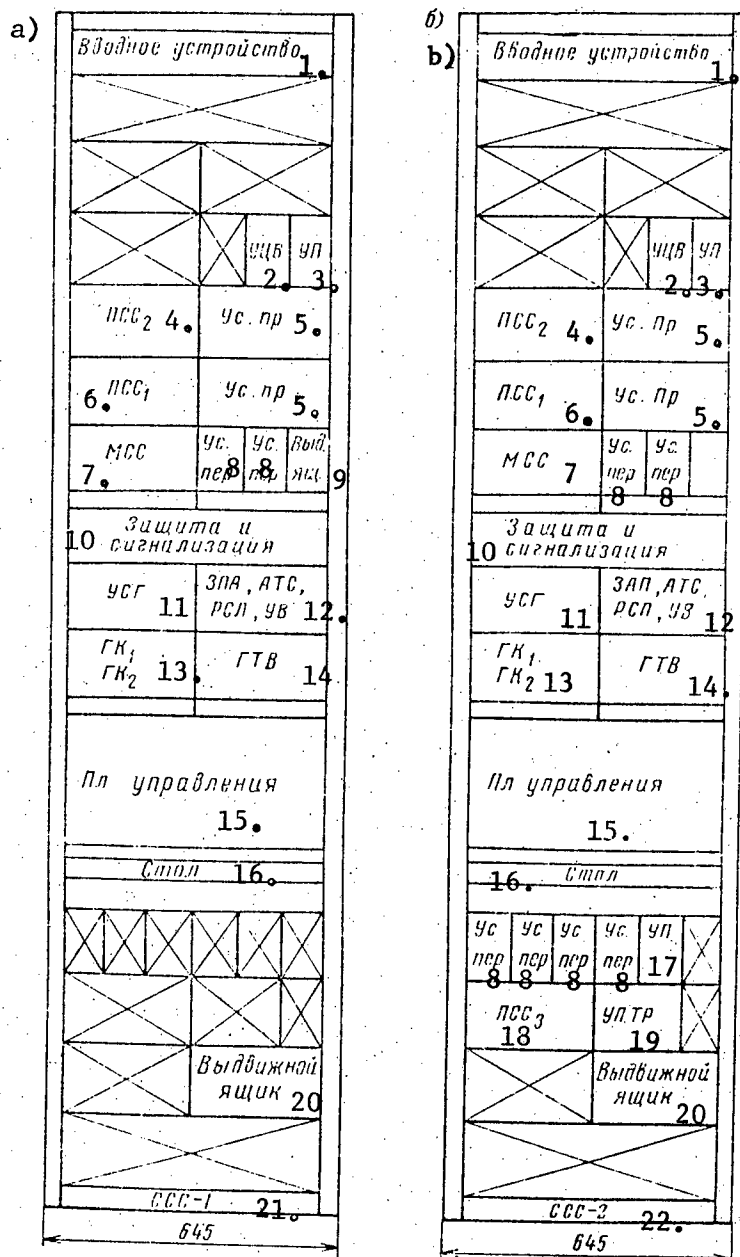 а)
Вводное устройство
1.
УЦВ УП
2. 3.
ПСС₂ 4. Ус. пр 5.
6. ПСС₁ Ус. пр 5.
МСС Ус. Ус. Выд.
пер пер ящ.
7. 8 8 9
Защита и
10 сигнализация
УСГ 11 ЗПА, АТС,
РСЛ, УВ 12.
ГК₁
ГК₂ 13. ГТВ 14
Пл управления
15.
Стол 16.
Выдвижной
ящик 20
ССС-1 21.
645
б)
b)
Вводное устройство
1.
УЦВ УП
2. 3.
ПСС₂ 4. Ус. Пр 5.
ПСС₁ 6. Ус. пр 5.
МСС 7 Ус. Ус.
пер пер
8 8
Защита и
10 сигнализация
УСГ 11 ЗАП, АТС,
РСП, УВ 12
ГК₁
ГК₂ 13 ГТВ 14.
Пл управления
15.
16. Стол
Ус Ус Ус Ус. УП
пер пер пер пер 17
8 8 8 8
ПСС₃ УП.ТР
18 19
Выдвижной
ящик
20
ССС-2 22.
645